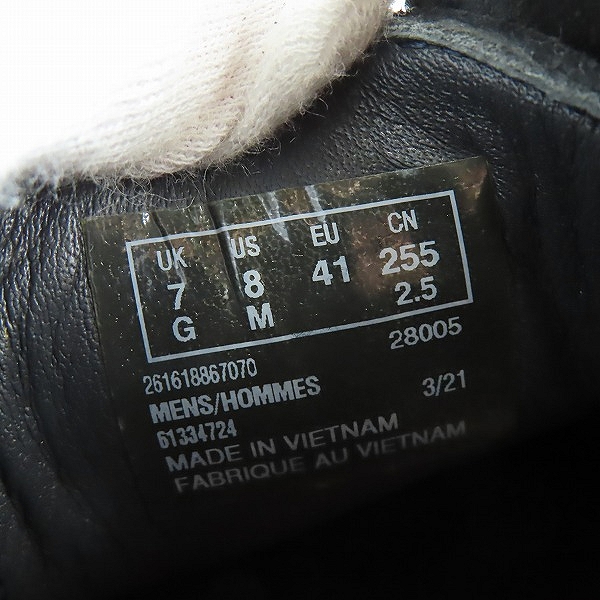 UK US EU CN
7 8 41 255
G M 2.5
261618867070 28005
MENS/HOMMES 3/21
61334724
MADE IN VIETNAM
FABRIQUE AU VIETNAM